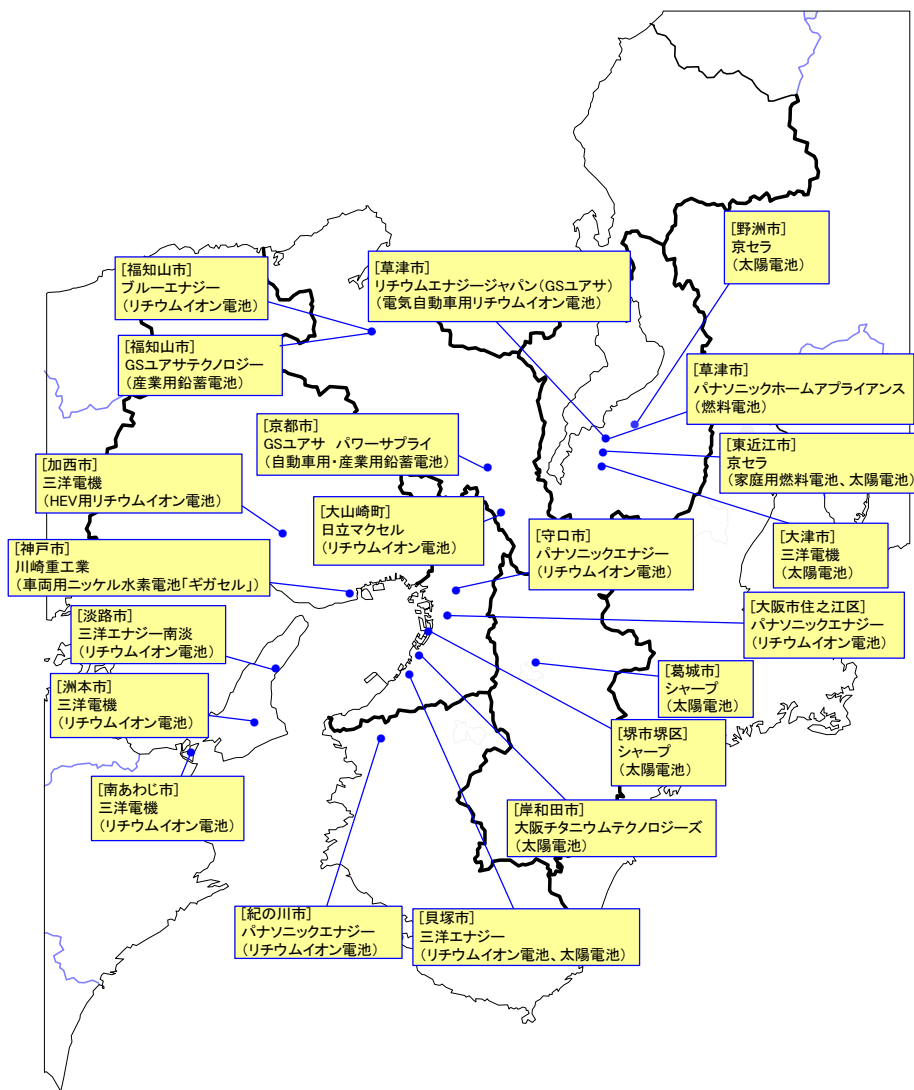 [野洲市]
京セラ
(太陽電池)
[福知山市]
ブルーエナジー
(リチウムイオン電池)
[草津市]
リチウムエナジージャパン(GSユアサ)
(電気自動車用リチウムイオン電池)
[福知山市]
GSユアサテクノロジー
(産業用鉛蓄電池)
[草津市]
パナソニックホームアプライアンス
(燃料電池)
[京都市]
GSユアサ パワーサプライ
(自動車用・産業用鉛蓄電池)
[東近江市]
京セラ
(家庭用燃料電池、太陽電池)
[加西市]
三洋電機
(HEV用リチウムイオン電池)
[大山崎町]
日立マクセル
(リチウムイオン電池)
[守口市]
パナソニックエナジー
(リチウムイオン電池)
[大津市]
三洋電機
(太陽電池)
[神戸市]
川崎重工業
(車両用ニッケル水素電池「ギガセル」)
[大阪市住之江区]
パナソニックエナジー
(リチウムイオン電池)
[淡路市]
三洋エナジー南淡
(リチウムイオン電池)
[葛城市]
シャープ
(太陽電池)
[洲本市]
三洋電機
(リチウムイオン電池)
[堺市堺区]
シャープ
(太陽電池)
[南あわじ市]
三洋電機
(リチウムイオン電池)
[岸和田市]
大阪チタニウムテクノロジーズ
(太陽電池)
[紀の川市]
パナソニックエナジー
(リチウムイオン電池)
[貝塚市]
三洋エナジー
(リチウムイオン電池、太陽電池)